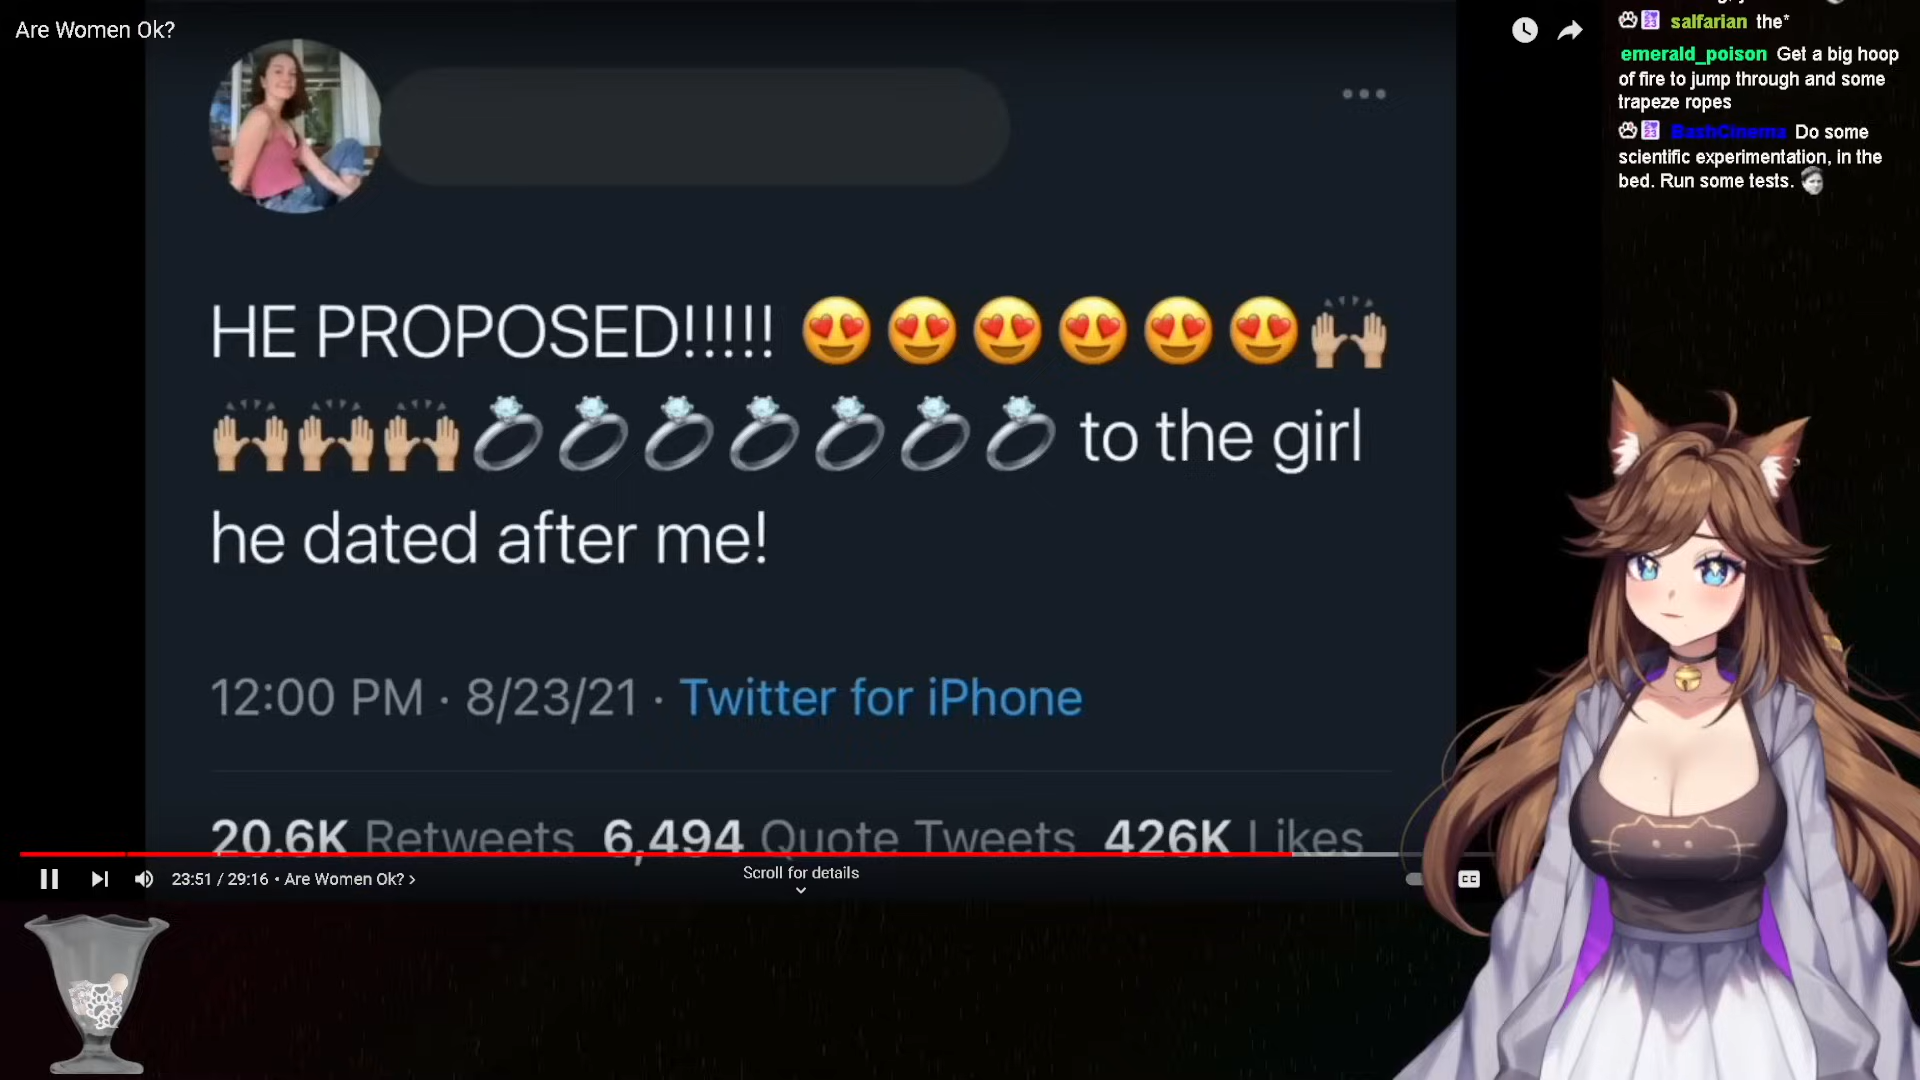 Are Women Ok?
HE PROPOSED!!!!! 😍😍😍😍😍😍🙌🏼
🙌🏼🙌🏼🙌🏼💍💍💍💍💍💍💍 to the girl
he dated after me!
12:00 PM · 8/23/21 · Twitter for iPhone
20.6K Retweets 6,494 Quote Tweets 426K Likes
23:51 / 29:16 • Are Women Ok? ›
Scroll for details
CC
salfarian the*
emerald_poison Get a big hoop
of fire to jump through and some
trapeze ropes
BashCinema Do some
scientific experimentation, in the
bed. Run some tests.